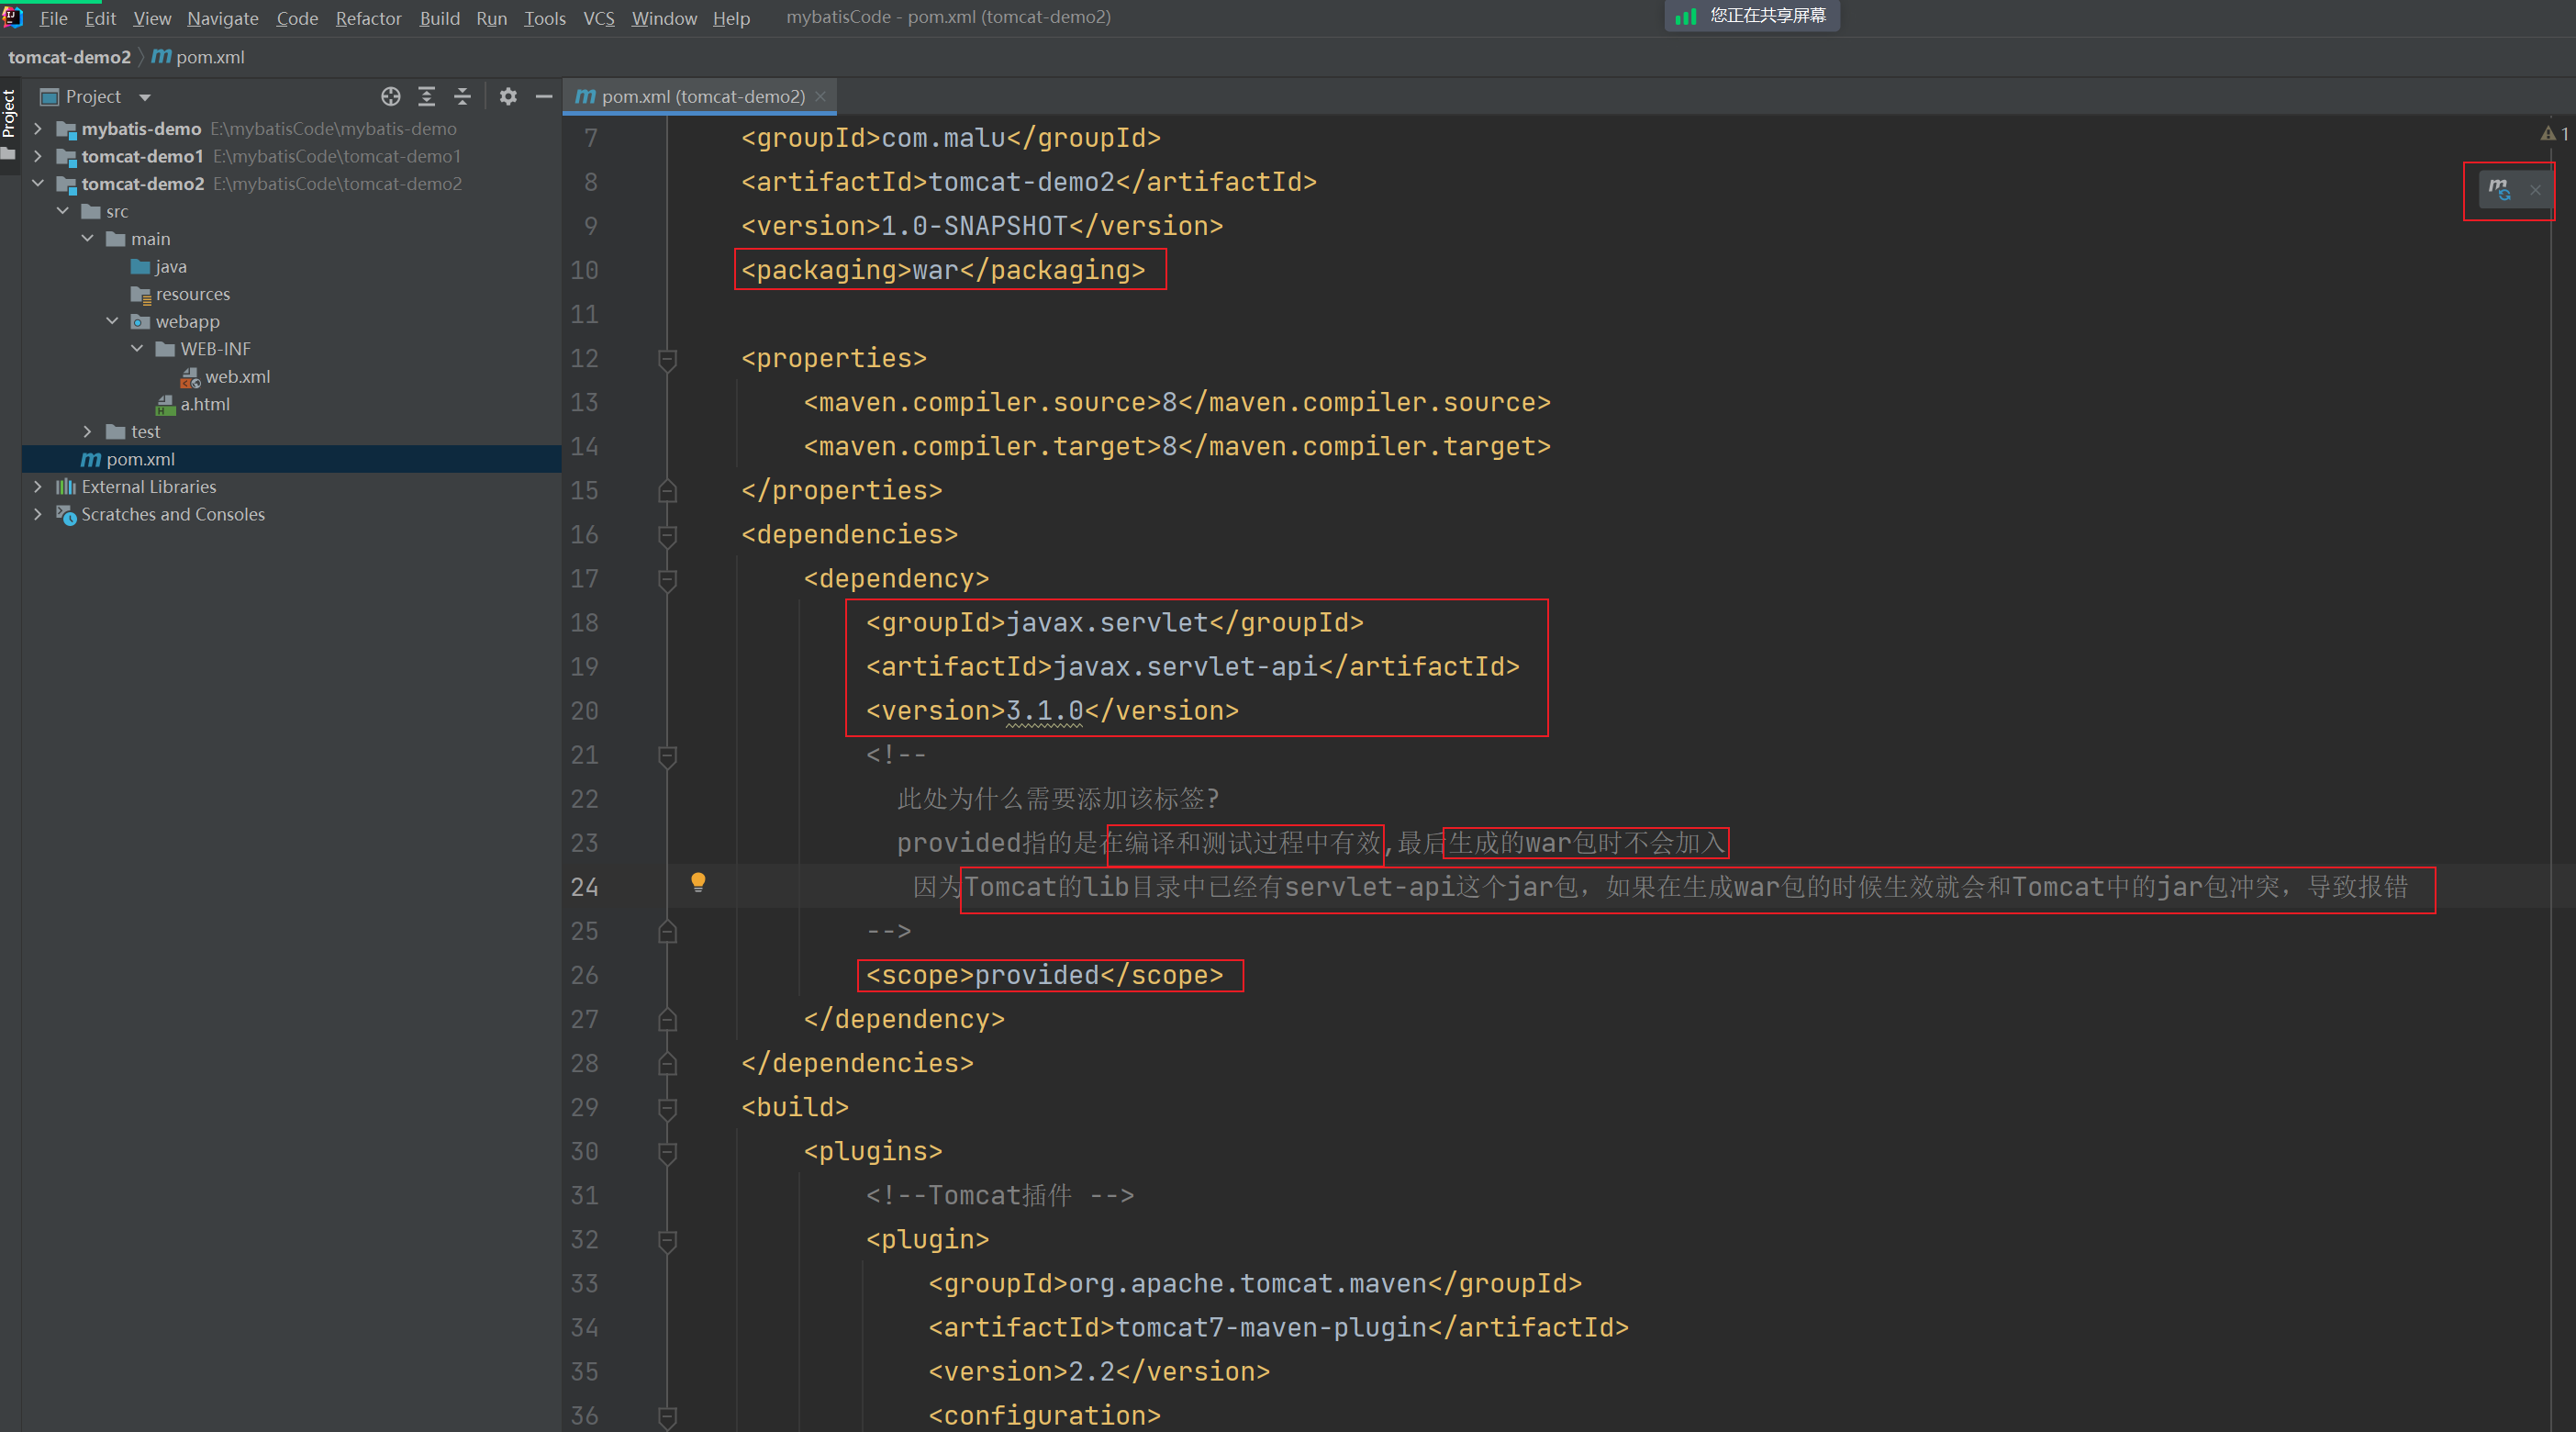 File Edit View Navigate Code Refactor Build Run Tools VCS Window Help mybatisCode - pom.xml (tomcat-demo2) 您正在共享屏幕
tomcat-demo2 pom.xml
Project
Project
pom.xml (tomcat-demo2)
mybatis-demo E:\mybatisCode\mybatis-demo
tomcat-demo1 E:\mybatisCode\tomcat-demo1
tomcat-demo2 E:\mybatisCode\tomcat-demo2
src
main
java
resources
webapp
WEB-INF
web.xml
a.html
test
pom.xml
External Libraries
Scratches and Consoles
1
7 <groupId>com.malu</groupId>
8 <artifactId>tomcat-demo2</artifactId>
9 <version>1.0-SNAPSHOT</version>
10 <packaging>war</packaging>
11
12 <properties>
13 <maven.compiler.source>8</maven.compiler.source>
14 <maven.compiler.target>8</maven.compiler.target>
15 </properties>
16 <dependencies>
17 <dependency>
18 <groupId>javax.servlet</groupId>
19 <artifactId>javax.servlet-api</artifactId>
20 <version>3.1.0</version>
21 <!--
22 此处为什么需要添加该标签?
23 provided指的是在编译和测试过程中有效,最后生成的war包时不会加入
24 因为Tomcat的lib目录中已经有servlet-api这个jar包，如果在生成war包的时候生效就会和Tomcat中的jar包冲突，导致报错
25 -->
26 <scope>provided</scope>
27 </dependency>
28 </dependencies>
29 <build>
30 <plugins>
31 <!--Tomcat插件 -->
32 <plugin>
33 <groupId>org.apache.tomcat.maven</groupId>
34 <artifactId>tomcat7-maven-plugin</artifactId>
35 <version>2.2</version>
36 <configuration>